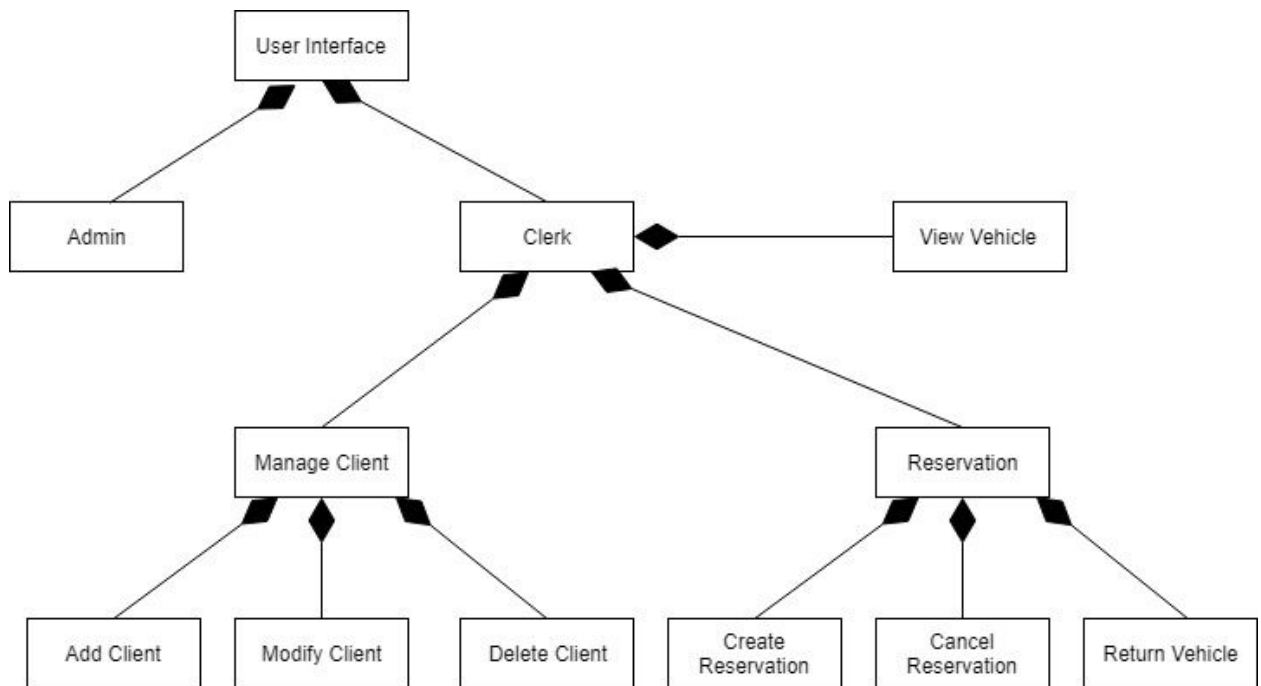 User Interface
Admin
Clerk
View Vehicle
Manage Client
Reservation
Add Client
Modify Client
Delete Client
Create
Reservation
Cancel
Reservation
Return Vehicle